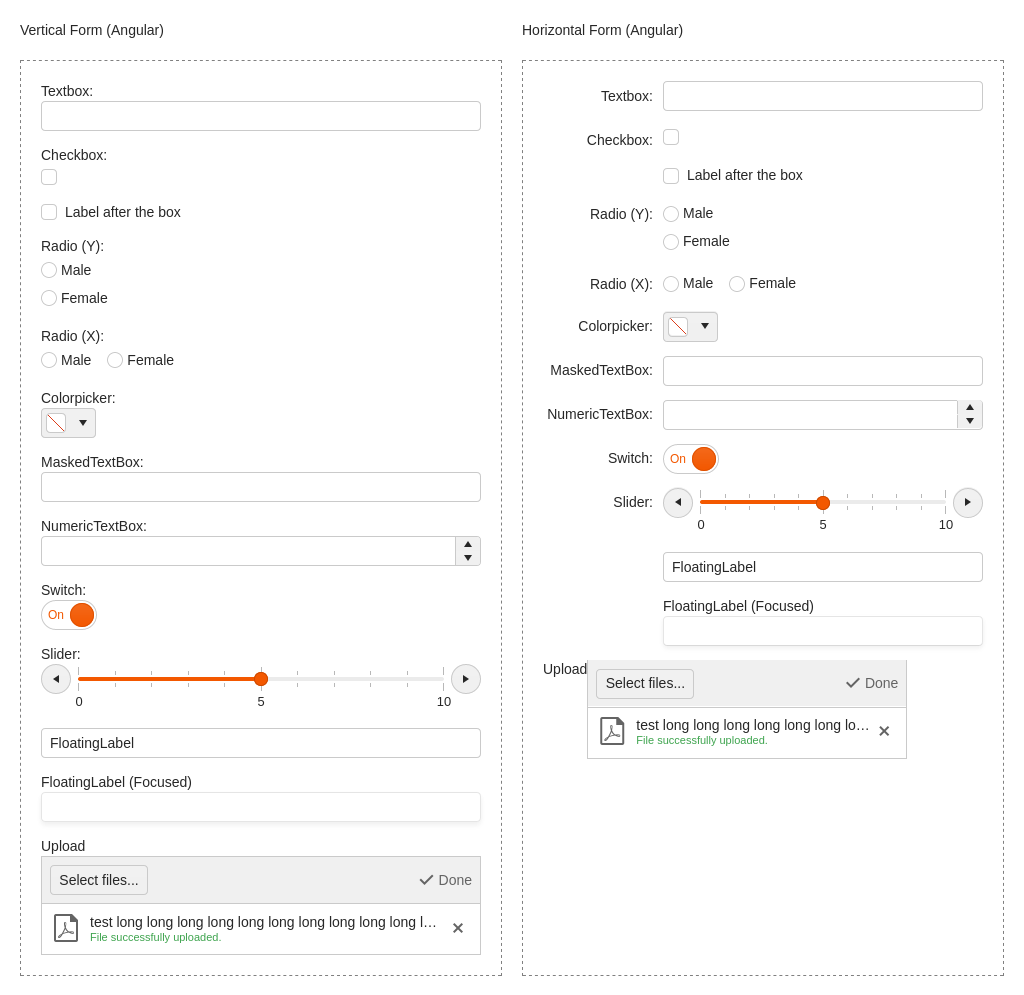 Vertical Form (Angular)
Textbox:
Checkbox:
Label after the box
Radio (Y):
Male
Female
Radio (X):
Male Female
Colorpicker:
MaskedTextBox:
NumericTextBox:
Switch:
On
Slider:
0 5 10
FloatingLabel
FloatingLabel (Focused)
Upload
Select files... Done
test long long long long long long long long long long l…
File successfully uploaded.
Horizontal Form (Angular)
Textbox:
Checkbox:
Label after the box
Radio (Y): Male
Female
Radio (X): Male Female
Colorpicker:
MaskedTextBox:
NumericTextBox:
Switch: On
Slider:
0 5 10
FloatingLabel
FloatingLabel (Focused)
Upload
Select files... Done
test long long long long long long lo…
File successfully uploaded.